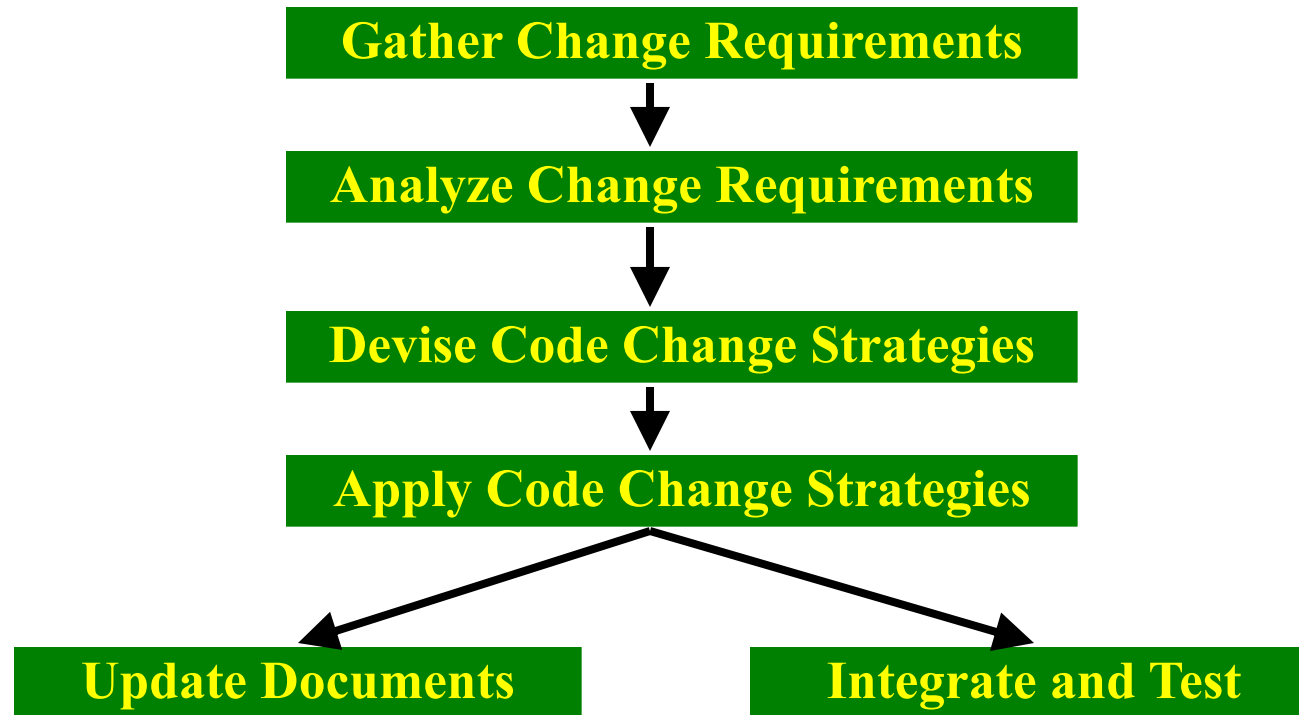 Gather Change Requirements
Analyze Change Requirements
Devise Code Change Strategies
Apply Code Change Strategies
Update Documents
Integrate and Test